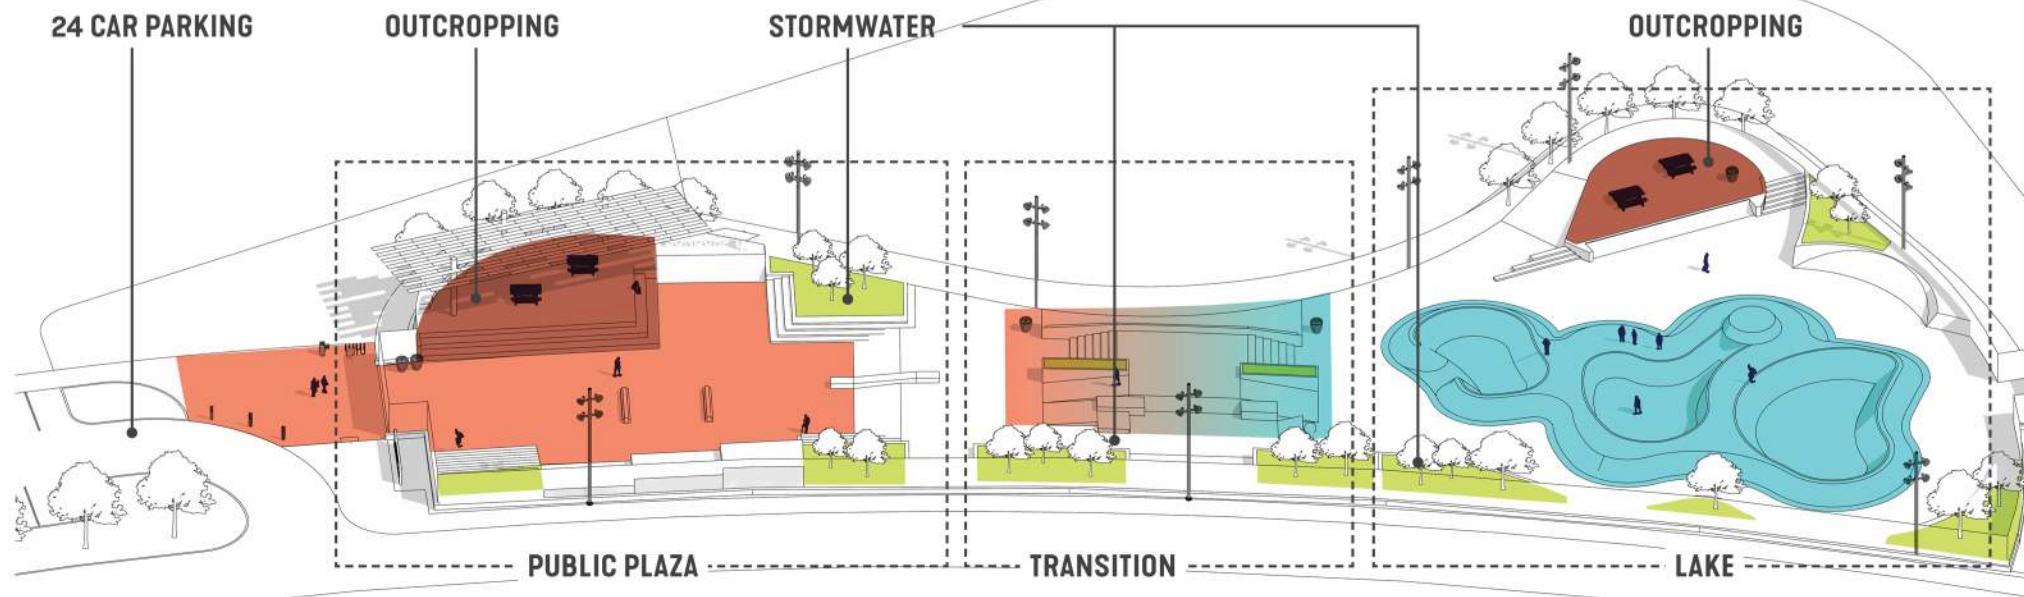 24 CAR PARKING
OUTCROPPING
STORMWATER
OUTCROPPING
PUBLIC PLAZA
TRANSITION
LAKE